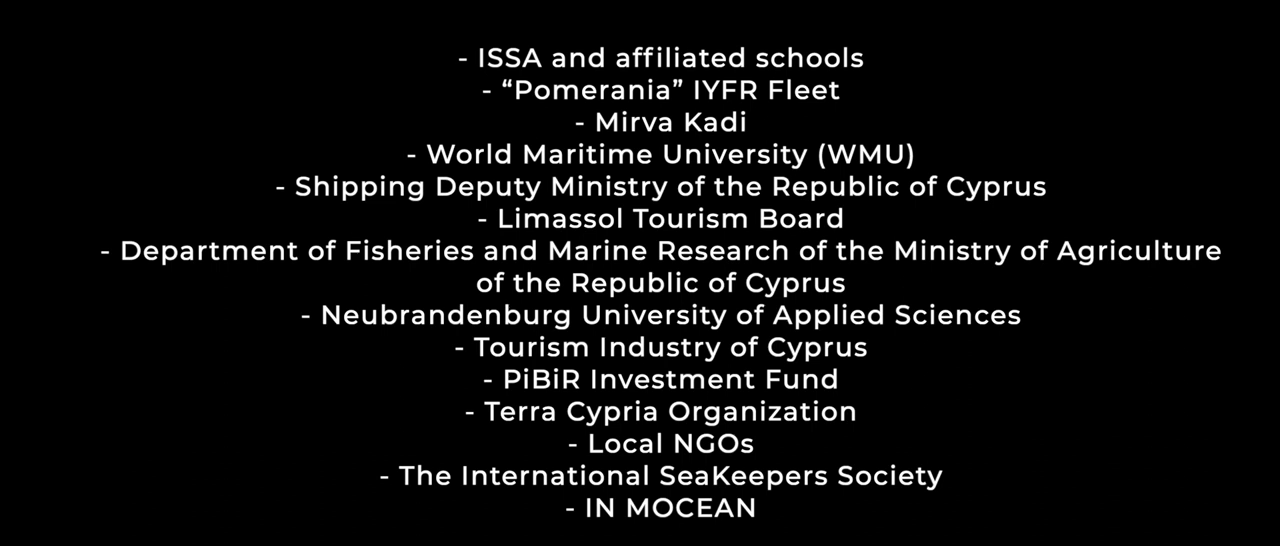 - ISSA and affiliated schools
- “Pomerania” IYFR Fleet
- Mirva Kadi
- World Maritime University (WMU)
- Shipping Deputy Ministry of the Republic of Cyprus
- Limassol Tourism Board
- Department of Fisheries and Marine Research of the Ministry of Agriculture
of the Republic of Cyprus
- Neubrandenburg University of Applied Sciences
- Tourism Industry of Cyprus
- PiBiR Investment Fund
- Terra Cypria Organization
- Local NGOs
- The International SeaKeepers Society
- IN MOCEAN